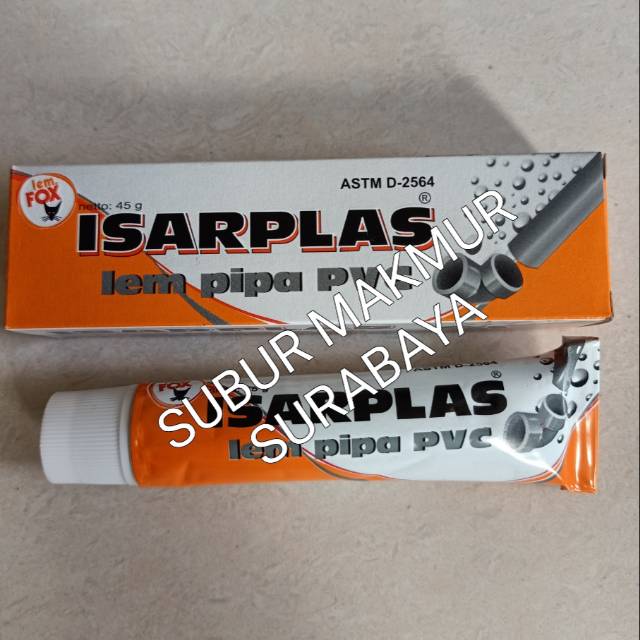 lem
FOX
netto: 45 g
ASTM D-2564
ISARPLAS®
lem pipa PVC
SUBUR MAKMUR
SURABAYA
FOX
ASTM D-2564
ISARPLAS®
lem pipa PVC